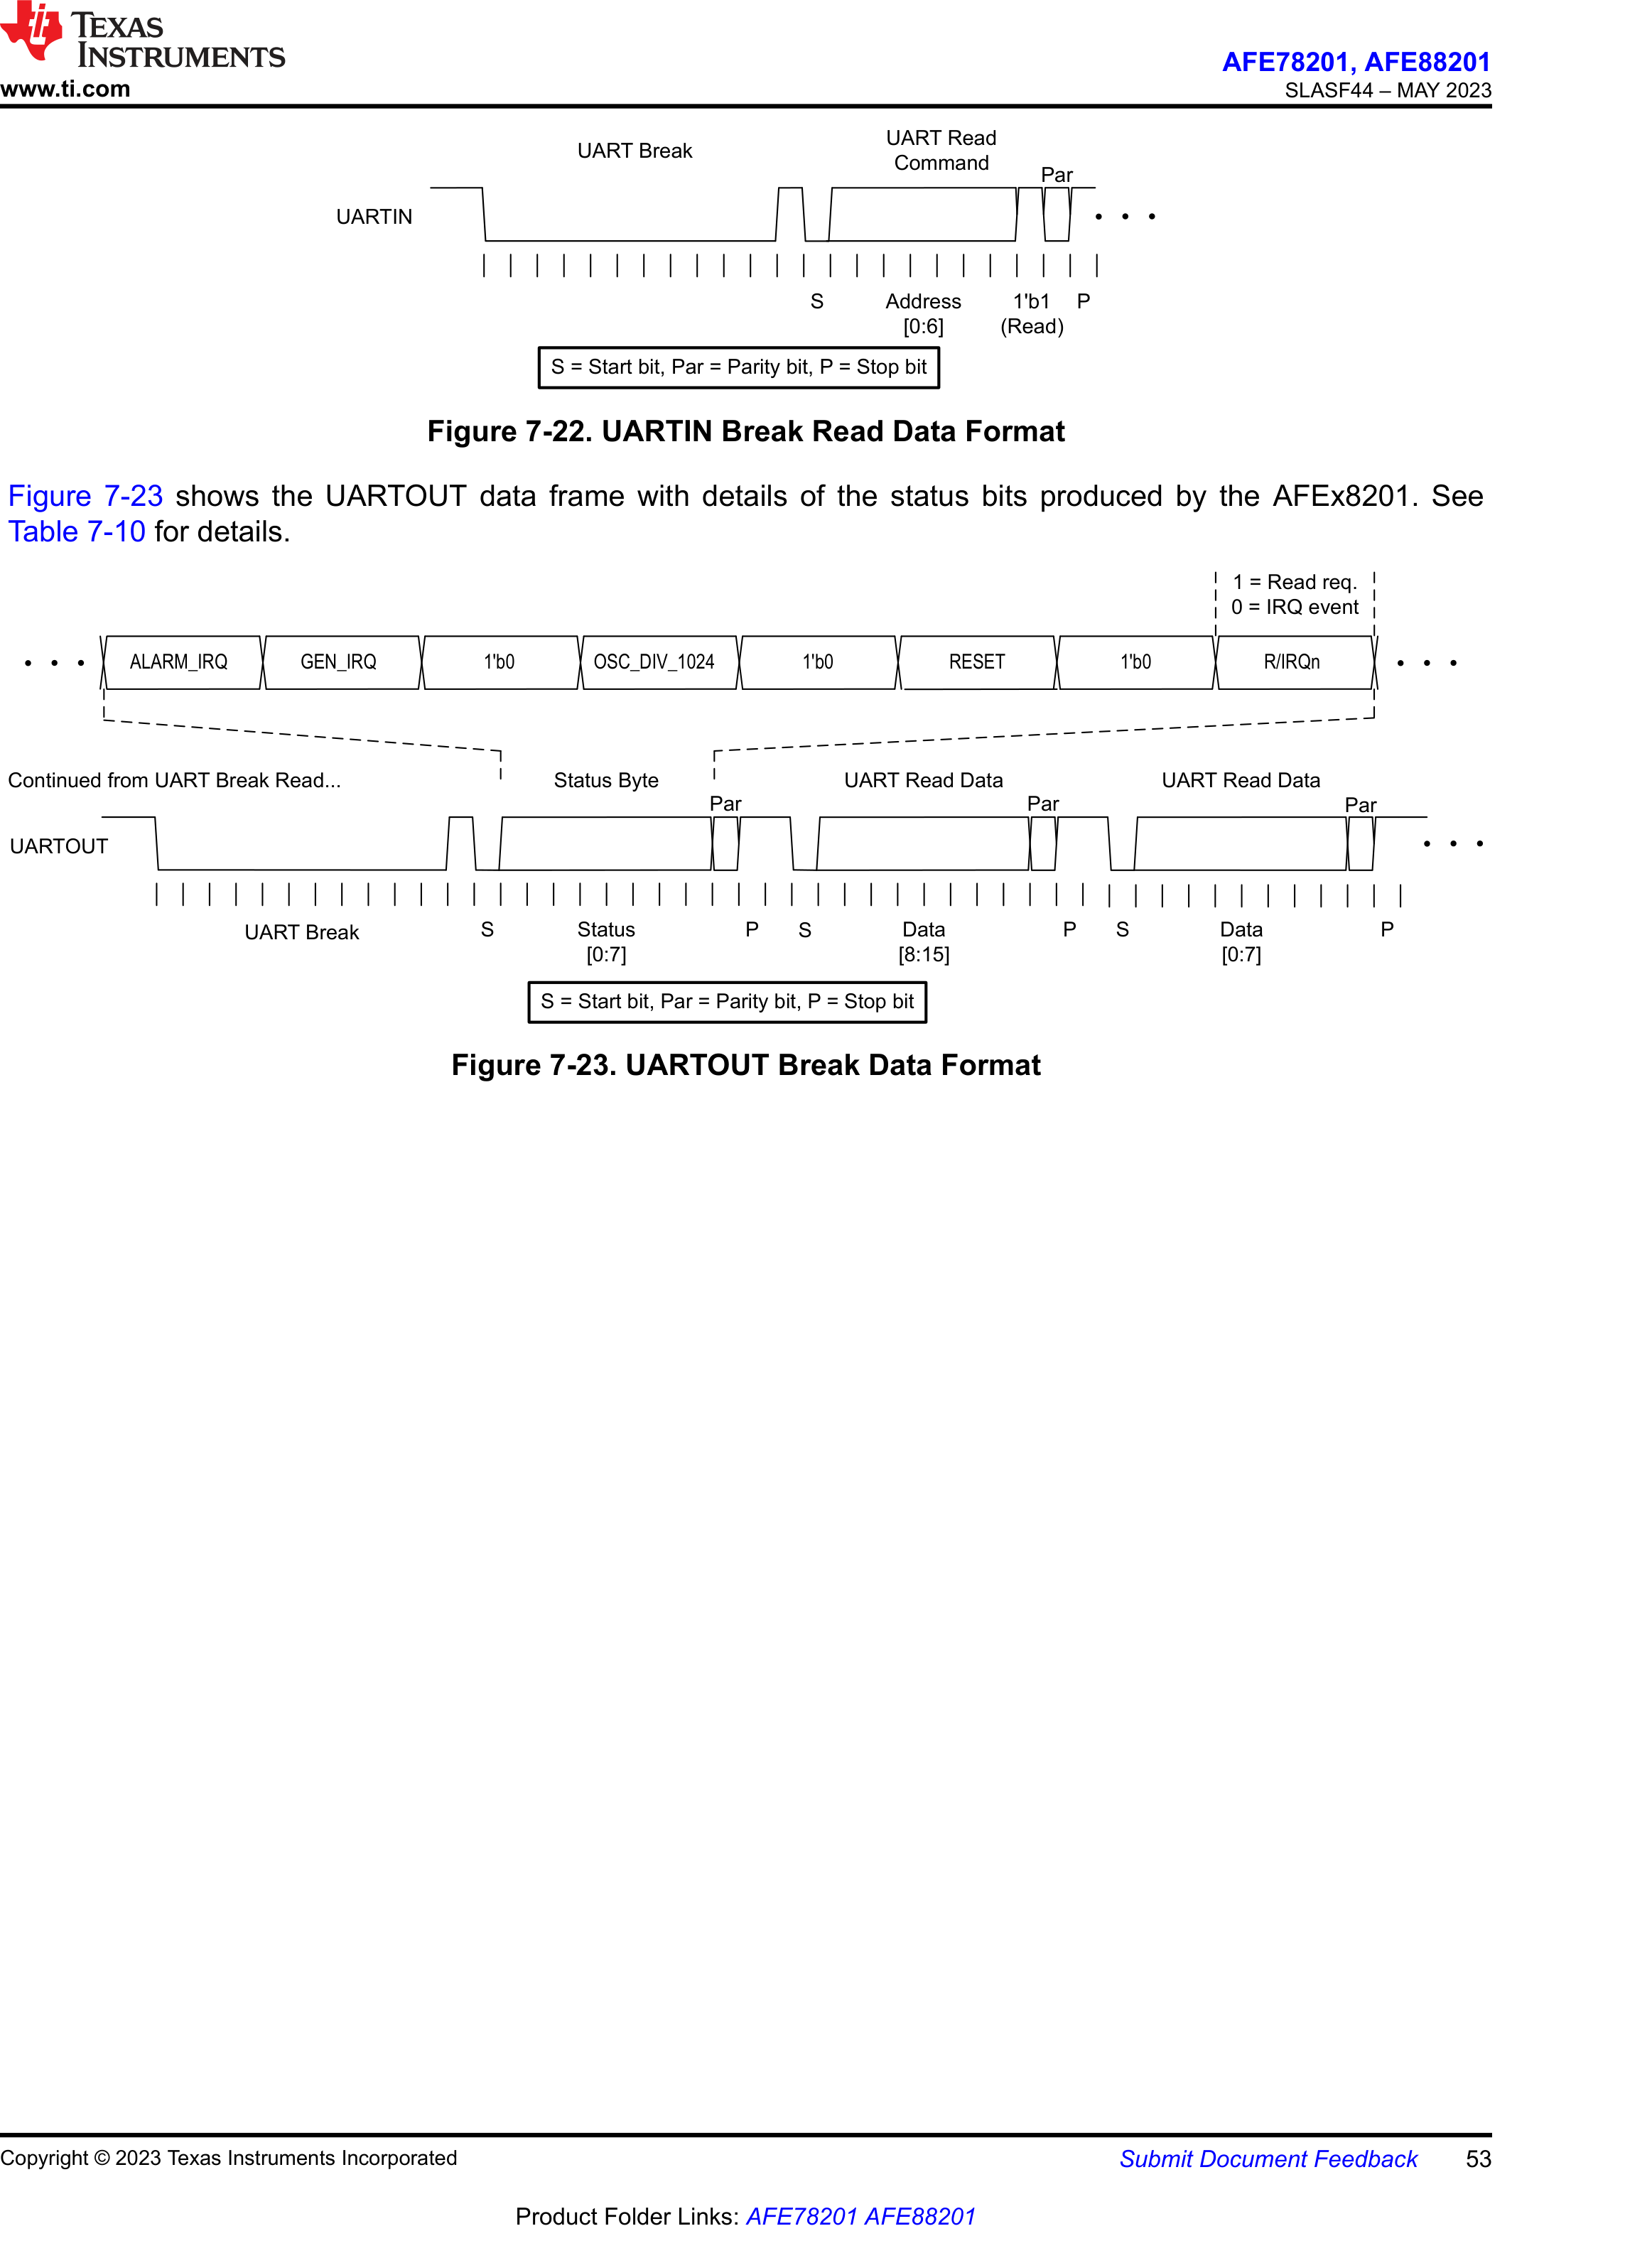 TEXAS
INSTRUMENTS
www.ti.com
AFE78201, AFE88201
SLASF44 – MAY 2023
UART Break
UART Read
Command
Par
UARTIN
S
Address
[0:6]
1'b1
(Read)
P
S = Start bit, Par = Parity bit, P = Stop bit
Figure 7-22. UARTIN Break Read Data Format
Figure 7-23 shows the UARTOUT data frame with details of the status bits produced by the AFEx8201. See
Table 7-10 for details.
1 = Read req.
0 = IRQ event
ALARM_IRQ GEN_IRQ 1'b0 OSC_DIV_1024 1'b0 RESET 1'b0 R/IRQn
Continued from UART Break Read... Status Byte UART Read Data UART Read Data
Par Par Par
UARTOUT
UART Break S Status P S Data P S Data P
[0:7] [8:15] [0:7]
S = Start bit, Par = Parity bit, P = Stop bit
Figure 7-23. UARTOUT Break Data Format
Copyright © 2023 Texas Instruments Incorporated
Submit Document Feedback 53
Product Folder Links: AFE78201 AFE88201